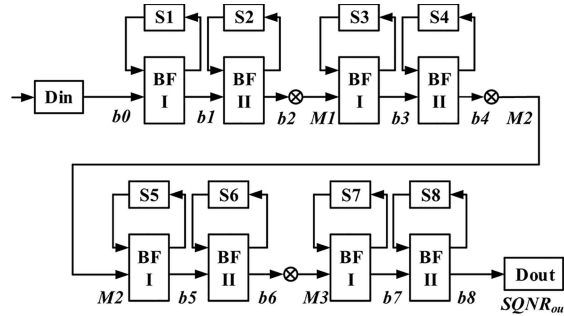 S1 S2 S3 S4
Din BF I BF II BF I BF II
b0 b1 b2 M1 b3 b4 M2
S5 S6 S7 S8
BF I BF II BF I BF II Dout
M2 b5 b6 M3 b7 b8 SQNRou